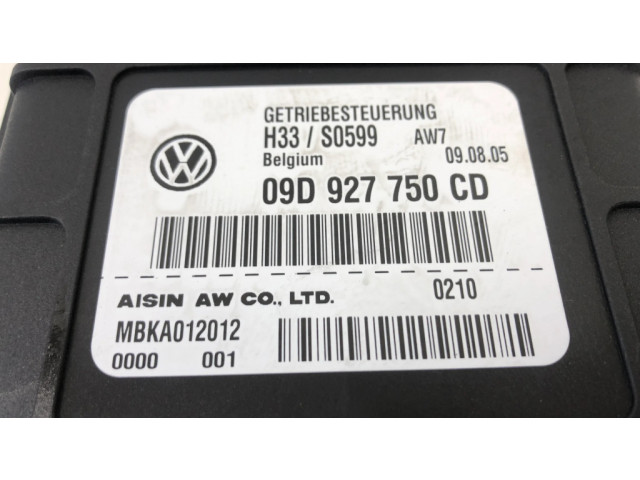 GETRIEBESTEUERUNG
H33 / S0599 AW7
Belgium 09.08.05
09D 927 750 CD
AISIN AW CO., LTD. 0210
MBKA012012
0000 001